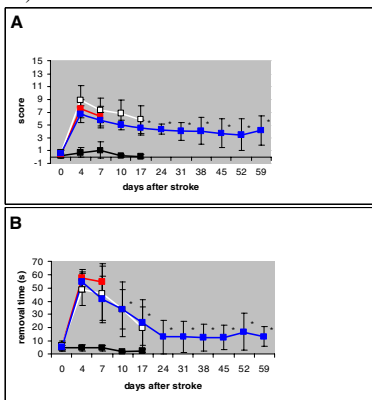 A
15
13
11
9
7
5
3
1
-1
score
* * * * * * * *
0 4 7 10 17 24 31 38 45 52 59
days after stroke
B
70
60
50
40
30
20
10
0
removal time (s)
* * * * * * * *
0 4 7 10 17 24 31 38 45 52 59
days after stroke